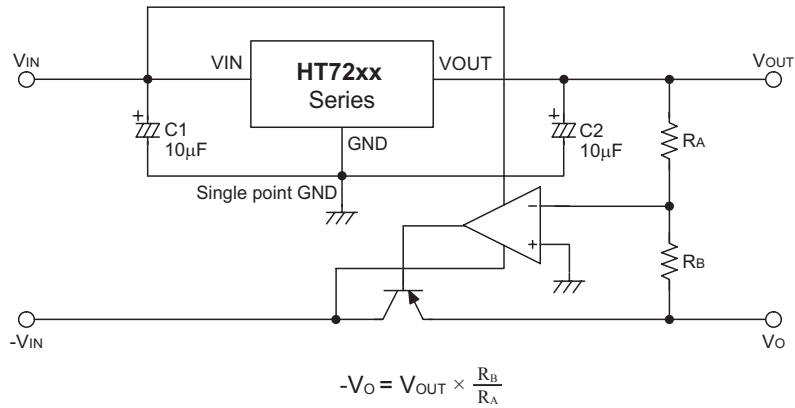 VIN
VIN
HT72xx
Series
VOUT
VOUT
+
C1
10μF
GND
+
C2
10μF
RA
Single point GND
−
+
RB
-VIN
VO
-VO = VOUT × RB/RA